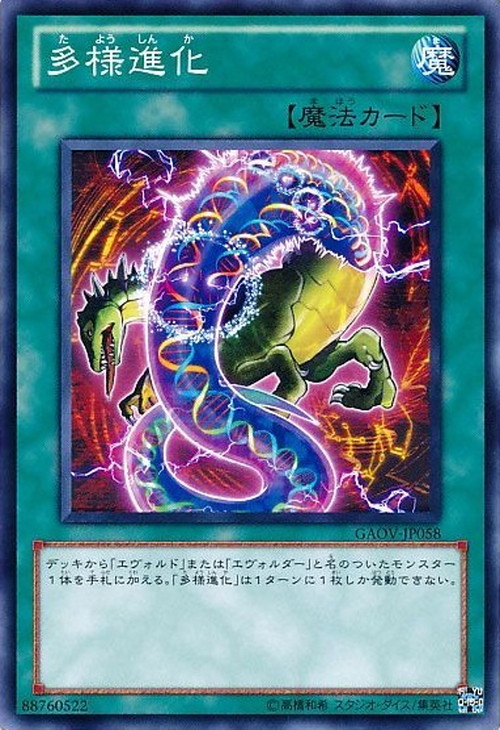 た よう しん か
多様進化
魔
ま ほう
【魔法カード】
GAOV-JP058
デッキから「エヴォルド」または「エヴォルダー」と名のついたモンスター
１体を手札に加える。「多様進化」は１ターンに１枚しか発動できない。
88760522
©高橋和希 スタジオ・ダイス/集英社